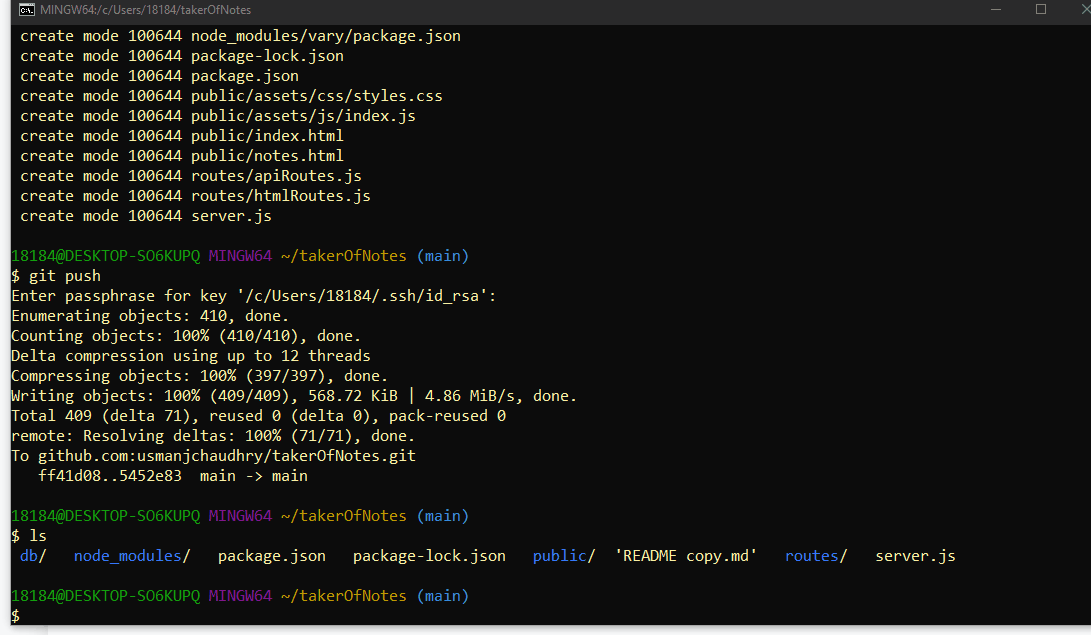 MINGW64:/c/Users/18184/takerOfNotes
create mode 100644 node_modules/vary/package.json
create mode 100644 package-lock.json
create mode 100644 package.json
create mode 100644 public/assets/css/styles.css
create mode 100644 public/assets/js/index.js
create mode 100644 public/index.html
create mode 100644 public/notes.html
create mode 100644 routes/apiRoutes.js
create mode 100644 routes/htmlRoutes.js
create mode 100644 server.js
18184@DESKTOP-SO6KUPQ MINGW64 ~/takerOfNotes (main)
$ git push
Enter passphrase for key '/c/Users/18184/.ssh/id_rsa':
Enumerating objects: 410, done.
Counting objects: 100% (410/410), done.
Delta compression using up to 12 threads
Compressing objects: 100% (397/397), done.
Writing objects: 100% (409/409), 568.72 KiB | 4.86 MiB/s, done.
Total 409 (delta 71), reused 0 (delta 0), pack-reused 0
remote: Resolving deltas: 100% (71/71), done.
To github.com:usmanjchaudhry/takerOfNotes.git
   ff41d08..5452e83  main -> main
18184@DESKTOP-SO6KUPQ MINGW64 ~/takerOfNotes (main)
$ ls
db/   node_modules/   package.json   package-lock.json   public/  'README copy.md'   routes/   server.js
18184@DESKTOP-SO6KUPQ MINGW64 ~/takerOfNotes (main)
$